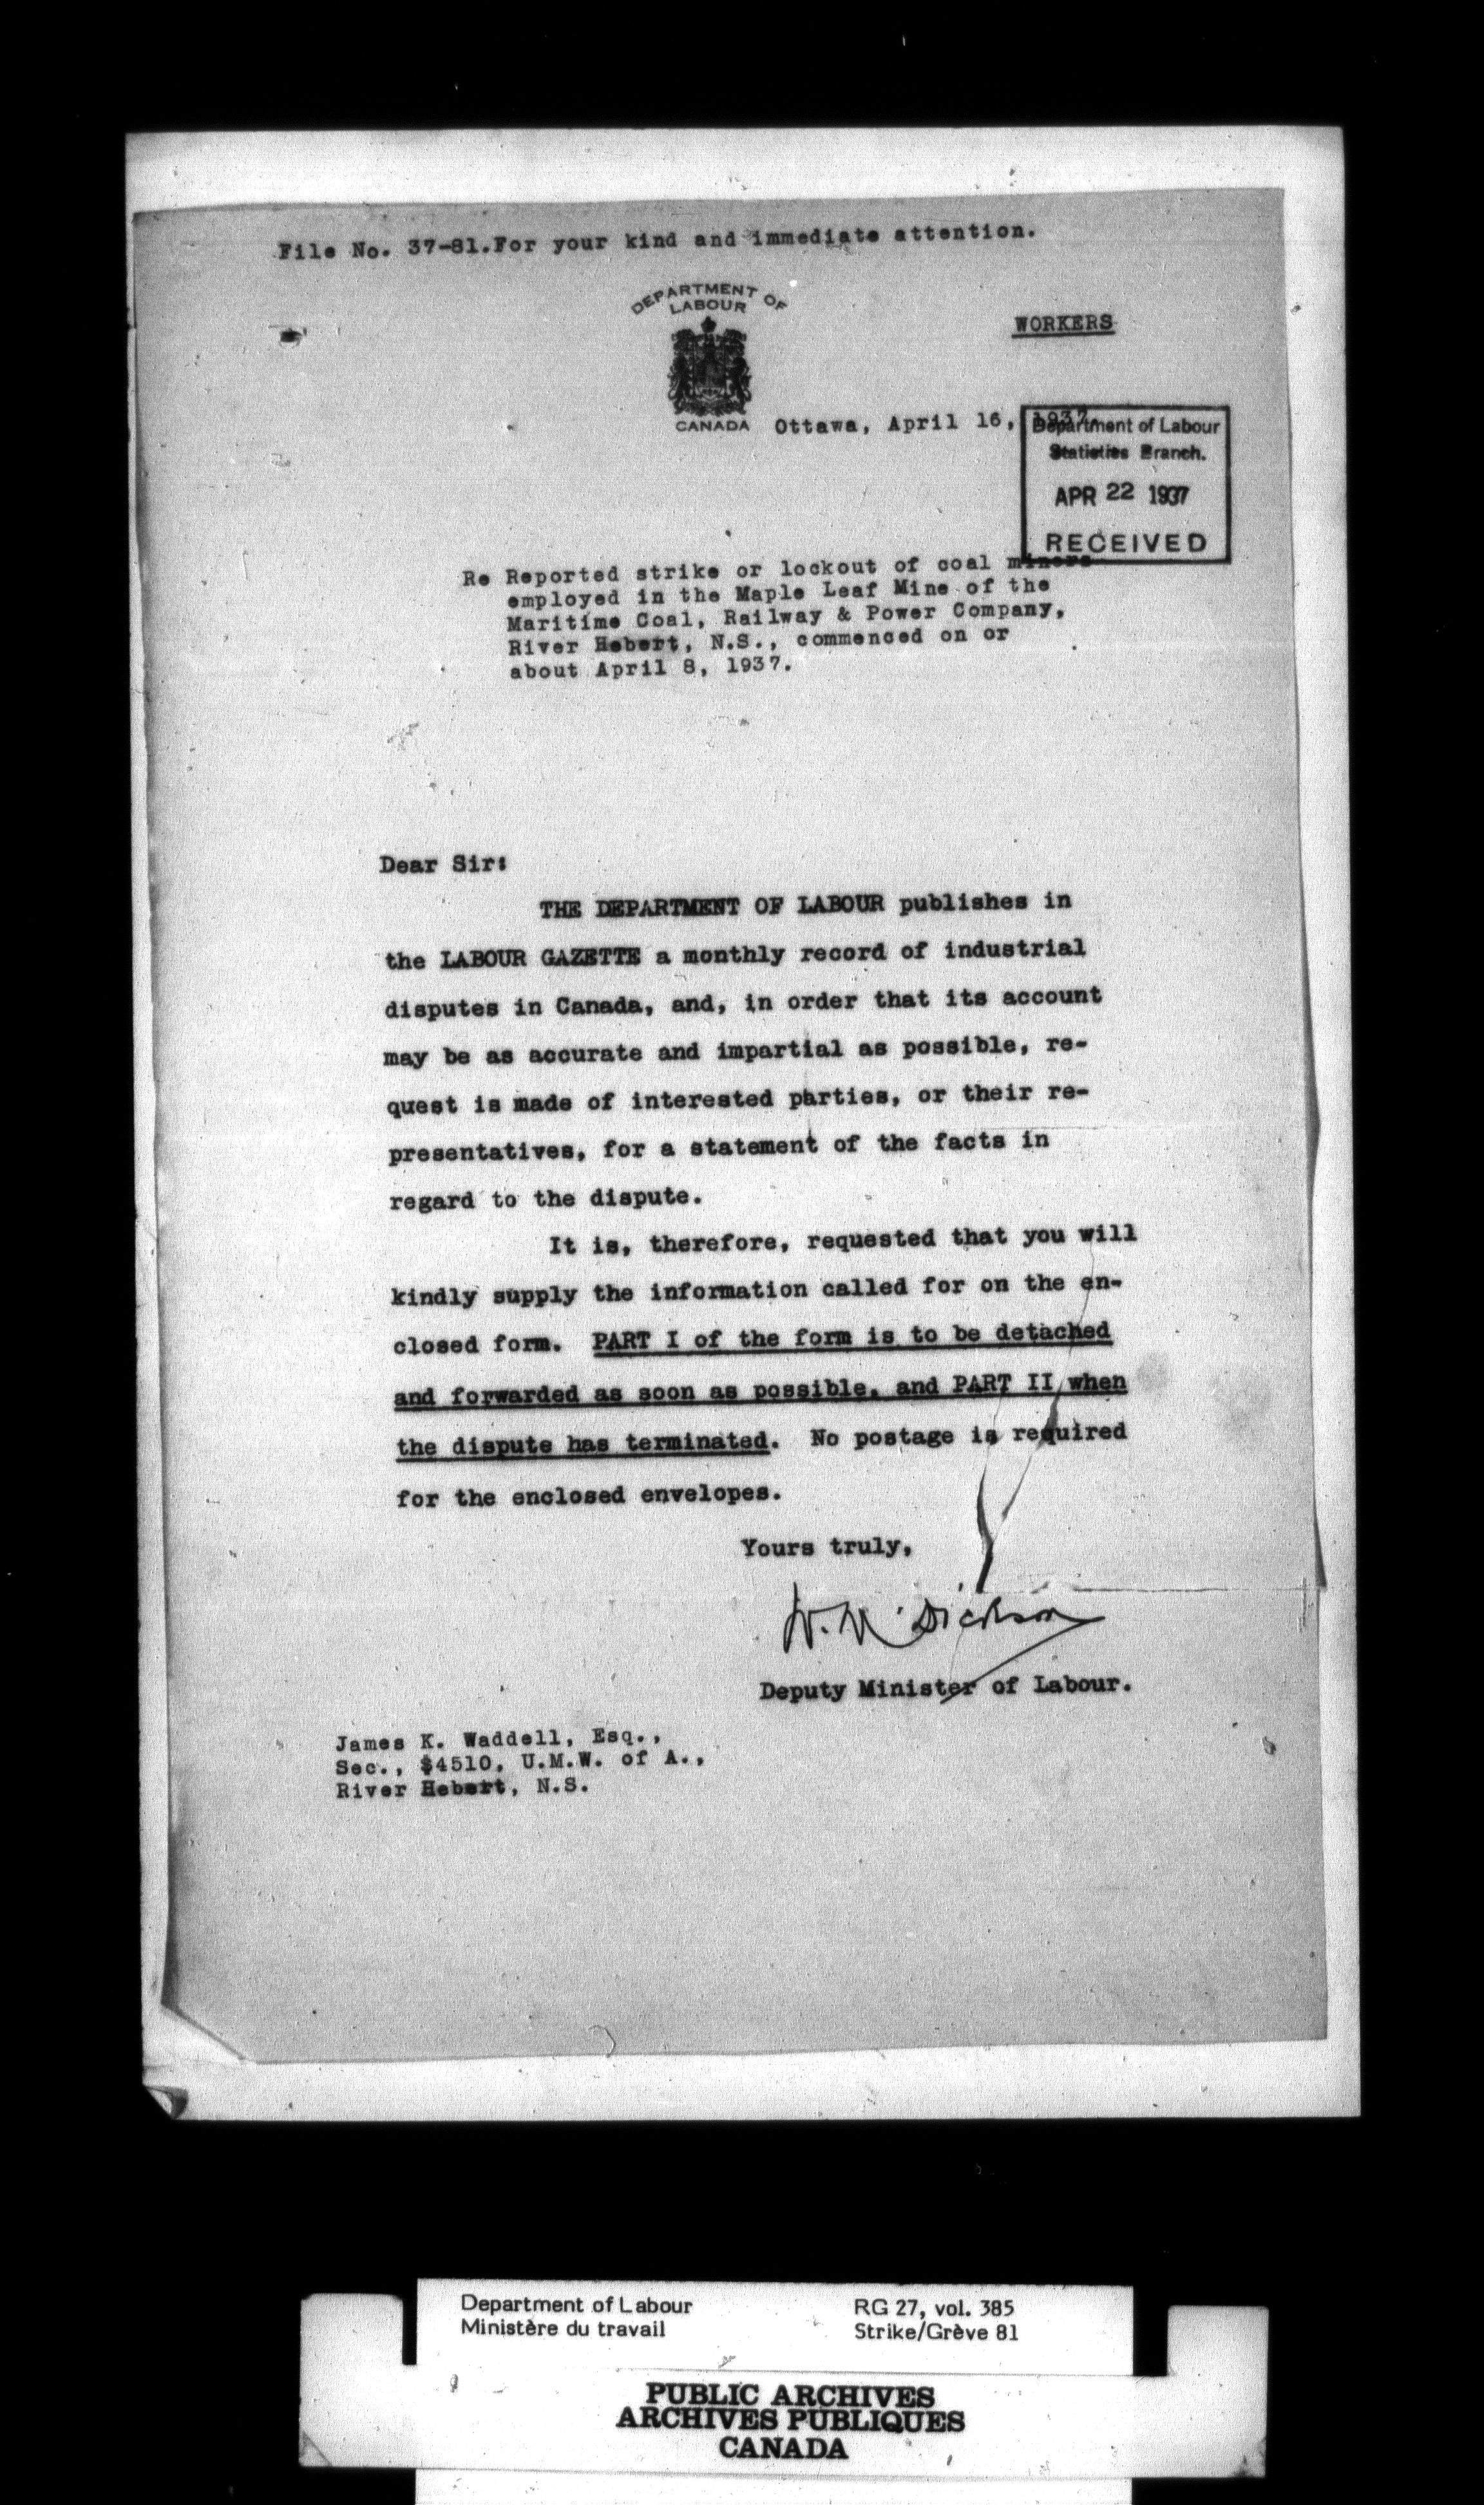 File No. 37-81.For your kind and immediate attention.
DEPARTMENT OF
LABOUR
CANADA
WORKERS
Ottawa, April 16, 1937.
Department of Labour
Statistics Branch.
APR 22 1937
RECEIVED
Re Reported strike or lockout of coal miners
employed in the Maple Leaf Mine of the
Maritime Coal, Railway & Power Company,
River Hebert, N.S., commenced on or
about April 8, 1937.
Dear Sir:
THE DEPARTMENT OF LABOUR publishes in
the LABOUR GAZETTE a monthly record of industrial
disputes in Canada, and, in order that its account
may be as accurate and impartial as possible, re-
quest is made of interested parties, or their re-
presentatives, for a statement of the facts in
regard to the dispute.
It is, therefore, requested that you will
kindly supply the information called for on the en-
closed form. PART I of the form is to be detached
and forwarded as soon as possible, and PART II when
the dispute has terminated. No postage is required
for the enclosed envelopes.
Yours truly,
W. M. Dickson
Deputy Minister of Labour.
James K. Waddell, Esq.,
Sec., $4510, U.M.W. of A.,
River Hebert, N.S.
Department of Labour
Ministère du travail
RG 27, vol. 385
Strike/Grève 81
PUBLIC ARCHIVES
ARCHIVES PUBLIQUES
CANADA